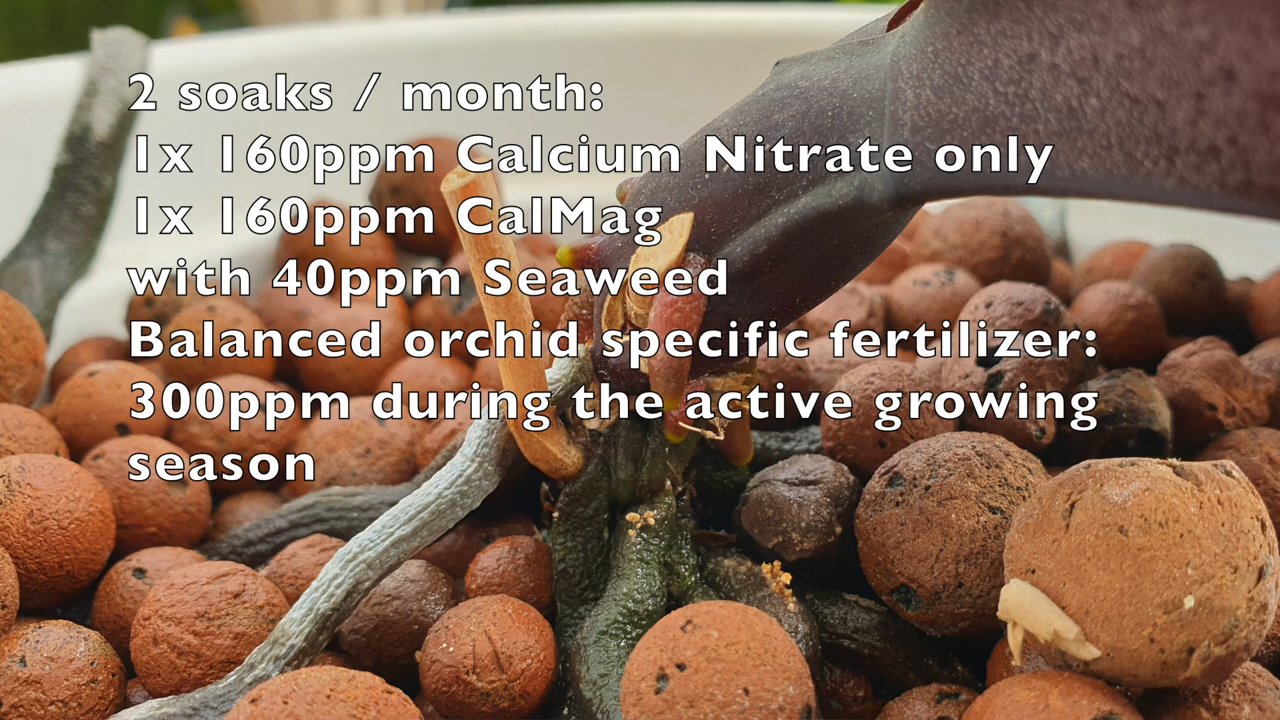 2 soaks / month:
1x 160ppm Calcium Nitrate only
1x 160ppm CalMag
with 40ppm Seaweed
Balanced orchid specific fertilizer:
300ppm during the active growing
season